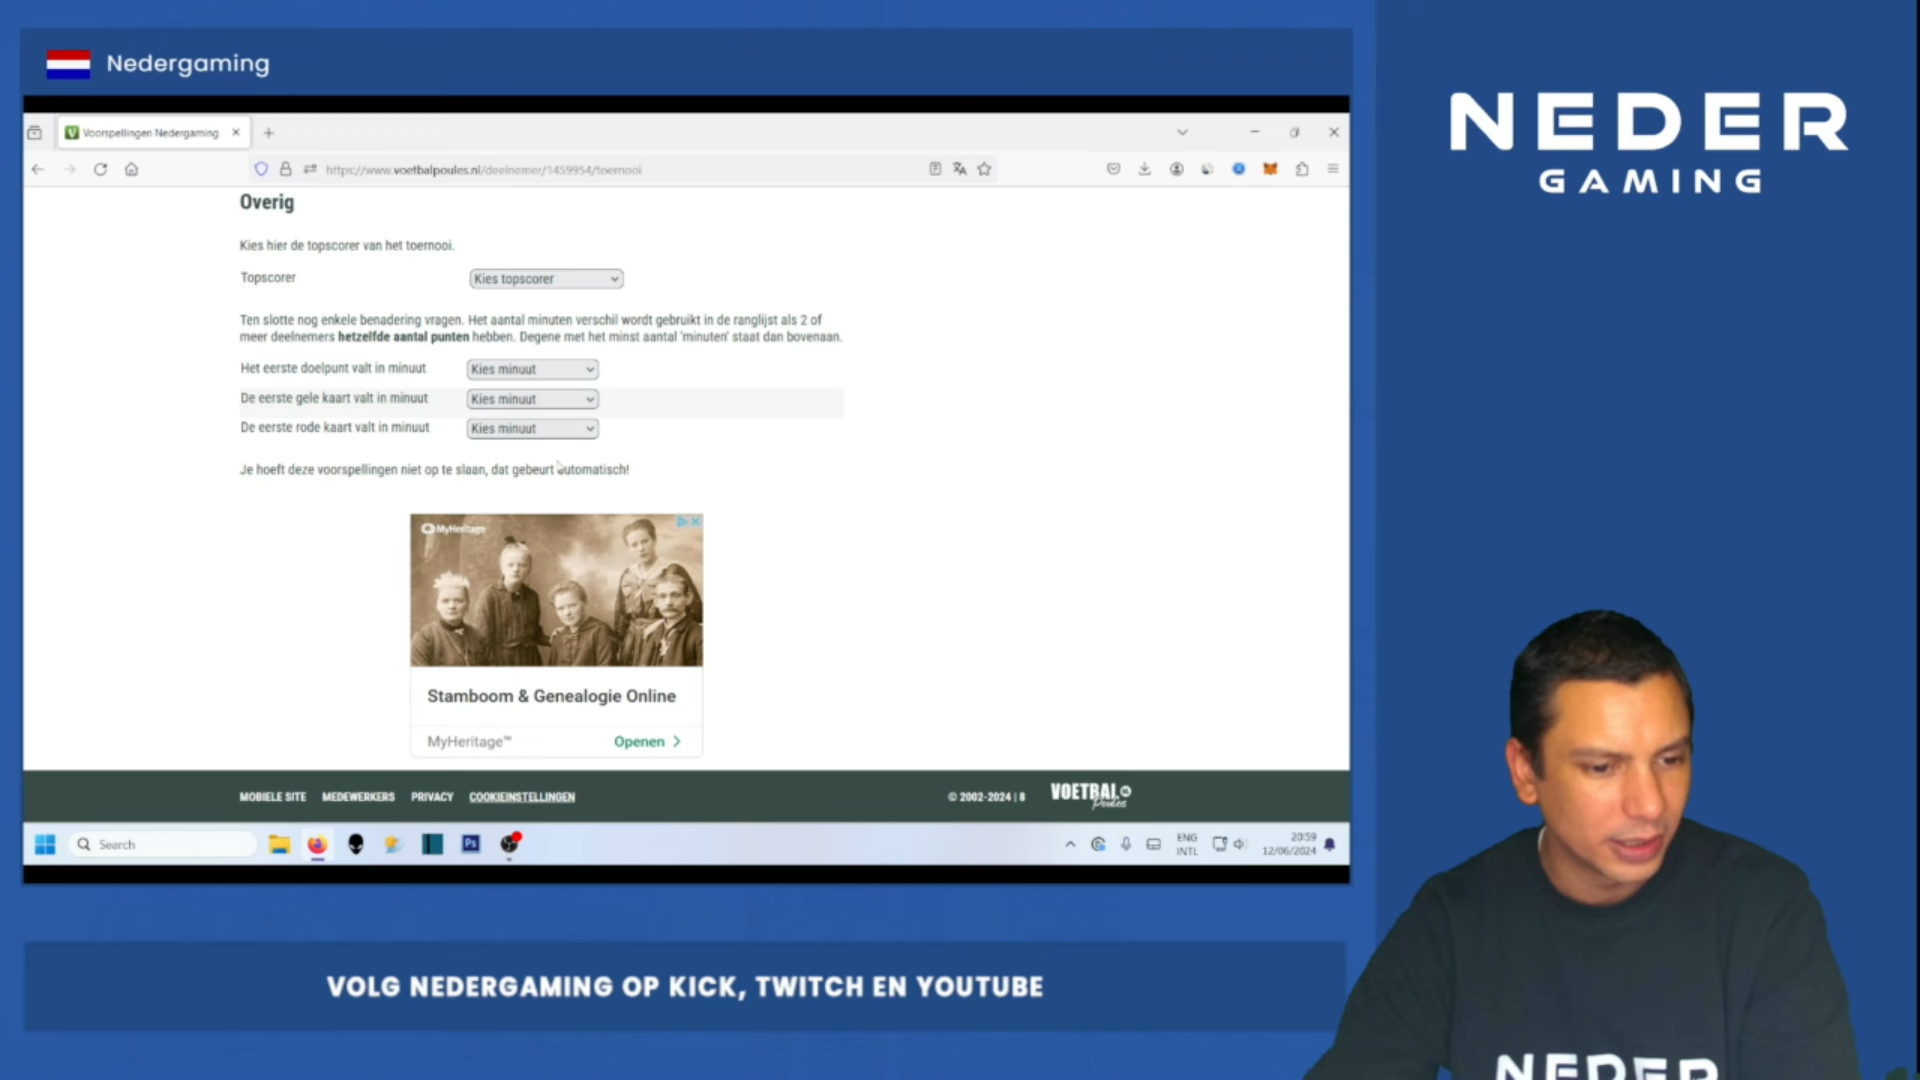 Nedergaming
NEDER
GAMING
Voorspellingen Nedergaming
https://www.voetbalpoules.nl/deelnemer/1459954/toernooi
Overig
Kies hier de topscorer van het toernooi.
Topscorer
Kies topscorer
Ten slotte nog enkele benadering vragen. Het aantal minuten verschil wordt gebruikt in de ranglijst als 2 of
meer deelnemers hetzelfde aantal punten hebben. Degene met het minst aantal 'minuten' staat dan bovenaan.
Het eerste doelpunt valt in minuut
Kies minuut
De eerste gele kaart valt in minuut
Kies minuut
De eerste rode kaart valt in minuut
Kies minuut
Je hoeft deze voorspellingen niet op te slaan, dat gebeurt automatisch!
MyHeritage
Stamboom & Genealogie Online
MyHeritage™
Openen
MOBIELE SITE MEDEWERKERS PRIVACY COOKIEINSTELLINGEN
© 2002-2024 | 8
VOETBAL
Poules
Search
Ps
ENG
INTL
20:59
12/06/2024
VOLG NEDERGAMING OP KICK, TWITCH EN YOUTUBE
NEDER